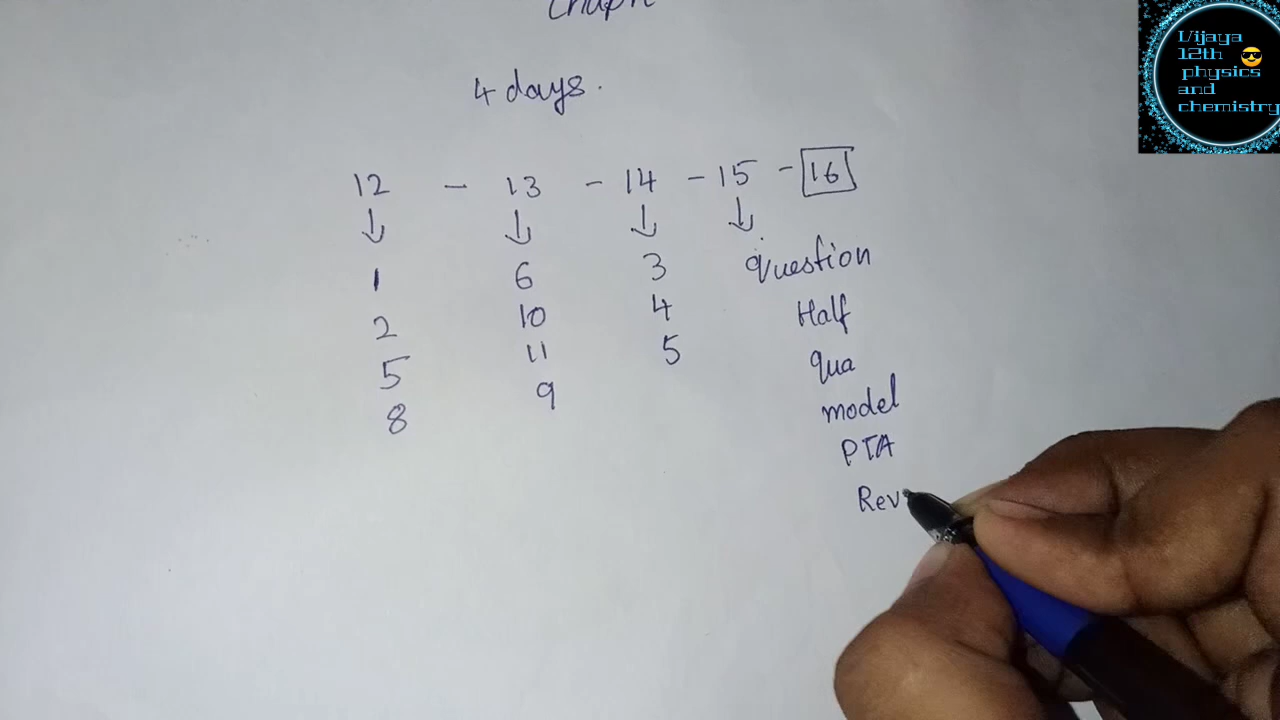 4 days.
12 - 13 - 14 - 15 - 16
1 6 3 Question
2 10 4 Half
5 11 5 qua
8 9 model
PTA
Rev
Vijaya
12th
physics
and
chemistry